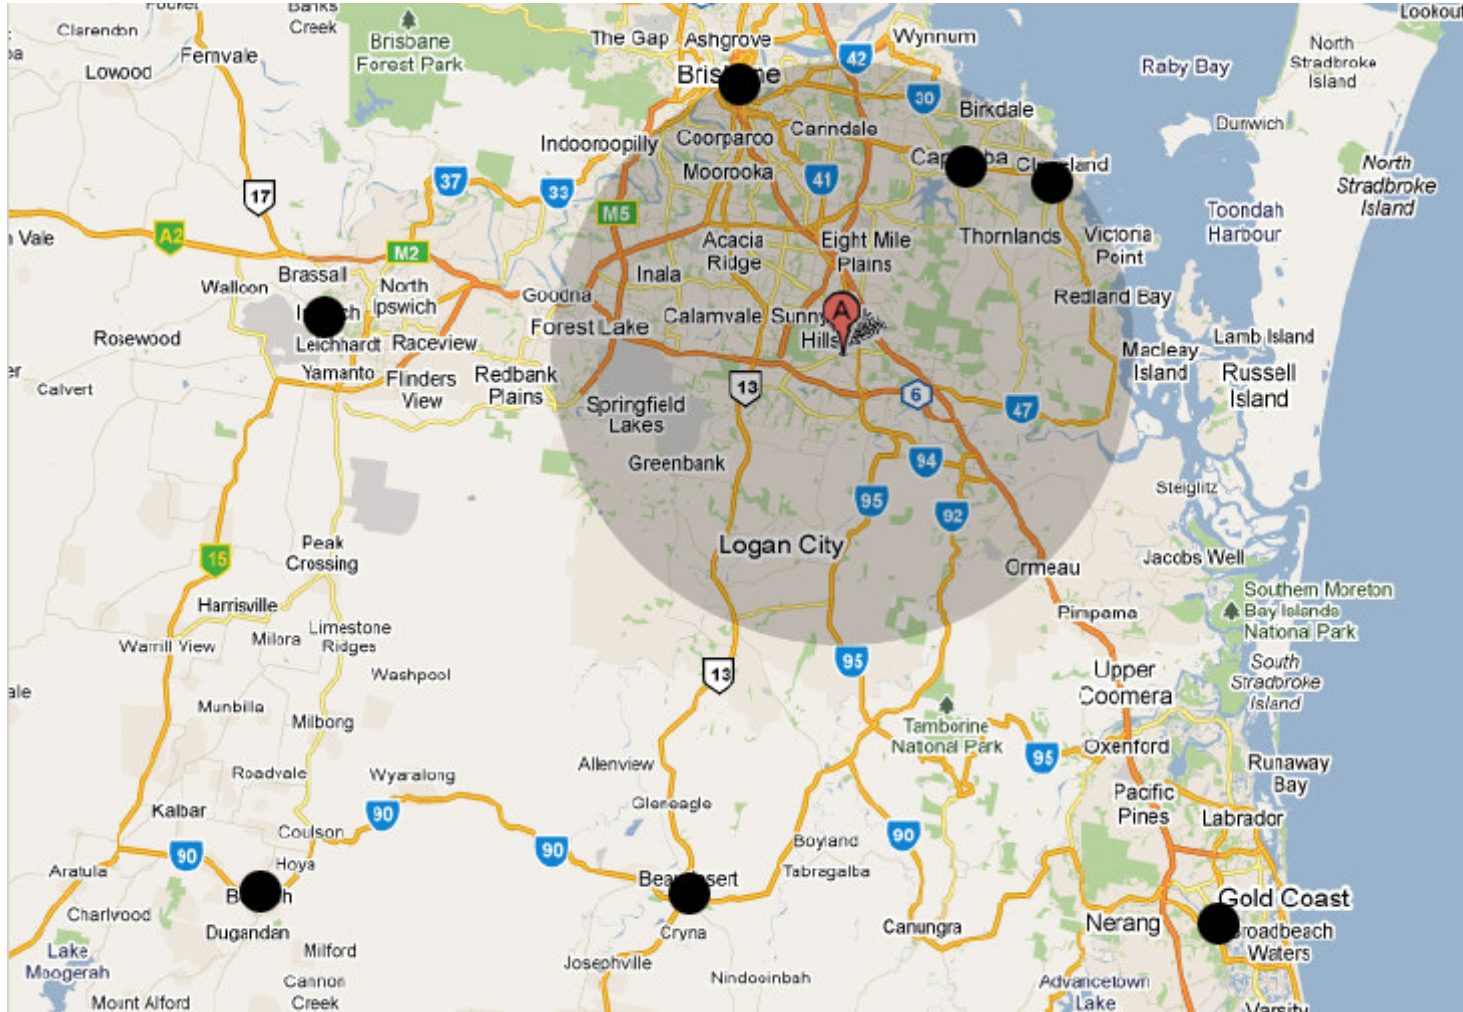 Pocket
Banks
Creek
Lookout
Clarendon
Fernvale
Brisbane
Forest Park
The Gap
Ashgrove
42
Wynnum
North
Stradbroke
Island
Lowood
Raby Bay
30
Birkdale
Dunwich
Indooroopilly
Coorparoo
Carindale
Moorooka
41
North
Stradbroke
Island
17
37
33
M5
Toondah
Harbour
Vale
A2
M2
Acacia
Ridge
Eight Mile
Plains
Thornlands
Victoria
Point
Brassall
Walloon
North
Ipswich
Goodna
Inala
Redland Bay
Rosewood
Leichhardt
Raceview
Forest Lake
Calamvale
A
Hills
Macleay
Island
Lamb Island
Russell
Island
Calvert
Yamanto
Flinders
View
Redbank
Plains
13
6
47
Springfield
Lakes
Greenbank
94
95
92
Steiglitz
Logan City
Peak
Crossing
15
Ormeau
Jacobs Well
Harrisville
Pimpama
Southern Moreton
Bay Islands
National Park
Warrill View
Milora
Limestone
Ridges
Washpool
13
95
Upper
Coomera
South
Stradbroke
Island
Munbilla
Milbong
Tamborine
National Park
95
Oxenford
Allenview
Roadvale
Wyaralong
Runaway
Bay
Kalbar
90
Gleneagle
Pacific
Pines
Labrador
Coulson
90
90
90
Boyland
Aratula
Hoya
Tabragalba
Charlwood
Dugandan
Cryna
Canungra
Nerang
Gold Coast
Waters
Lake
Moogerah
Milford
Josephville
Nindooinbah
Cannon
Creek
Advancetown
Lake
Mount Alford
Varsity